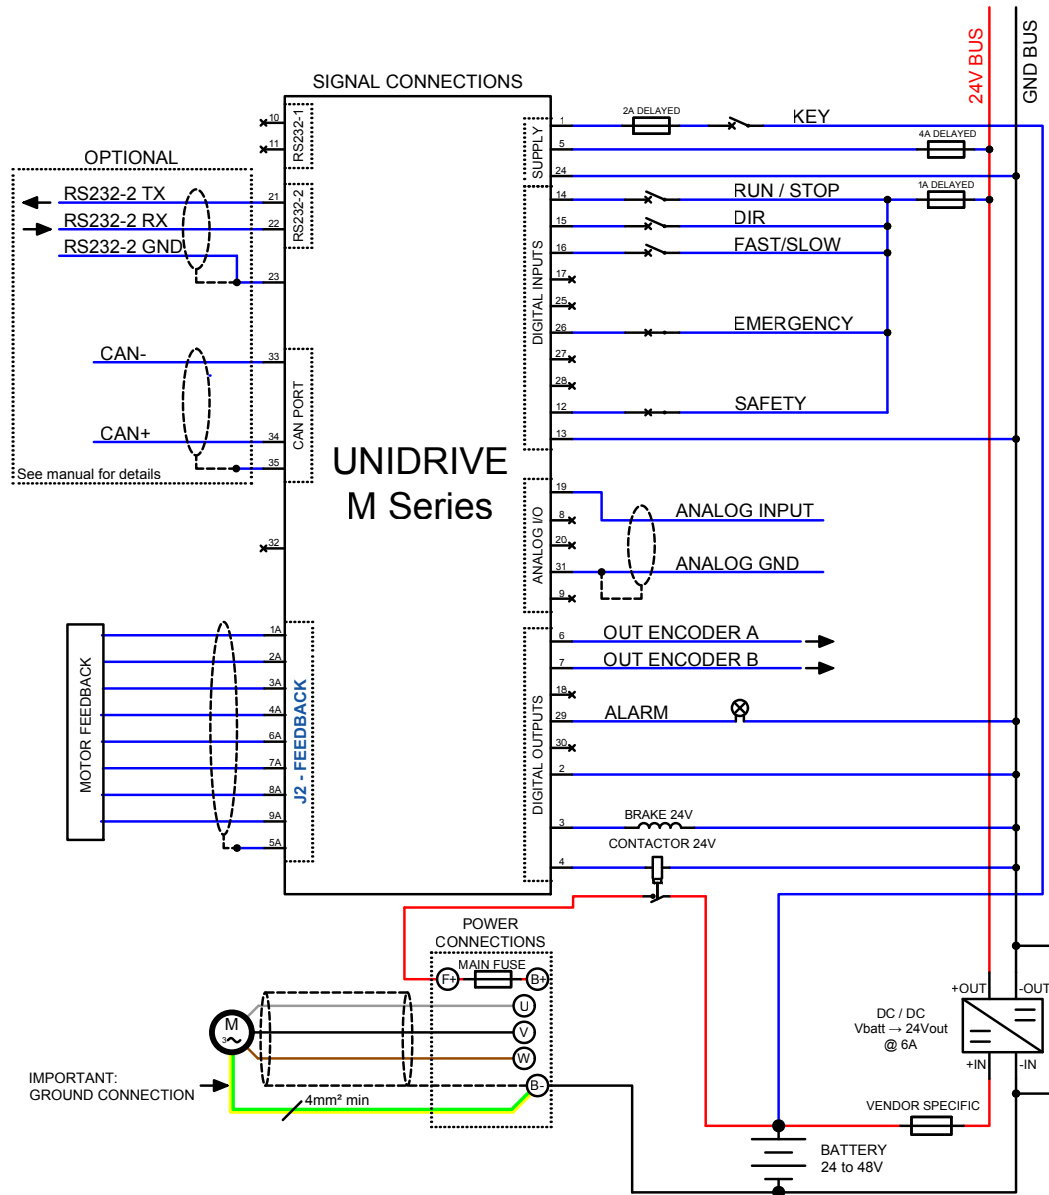 SIGNAL CONNECTIONS
24V BUS
GND BUS
OPTIONAL
RS232-2 TX
RS232-2 RX
RS232-2 GND
CAN-
CAN+
See manual for details
10
11
RS232-1
21
22
RS232-2
23
33
34
35
CAN PORT
32
UNIDRIVE
M Series
MOTOR FEEDBACK
1A
2A
3A
4A
6A
7A
8A
9A
5A
J2 - FEEDBACK
SUPPLY
1
2A DELAYED
KEY
5
4A DELAYED
24
DIGITAL INPUTS
14
RUN / STOP
1A DELAYED
15
DIR
16
FAST/SLOW
17
25
26
EMERGENCY
27
28
12
SAFETY
13
ANALOG I/O
19
ANALOG INPUT
8
20
31
ANALOG GND
9
DIGITAL OUTPUTS
6
OUT ENCODER A
7
OUT ENCODER B
18
29
ALARM
30
2
3
BRAKE 24V
CONTACTOR 24V
4
POWER
CONNECTIONS
MAIN FUSE
F+
B+
U
V
W
B-
M
3
IMPORTANT:
GROUND CONNECTION
4mm² min
+OUT
-OUT
DC / DC
Vbatt → 24Vout
@ 6A
+IN
-IN
VENDOR SPECIFIC
BATTERY
24 to 48V